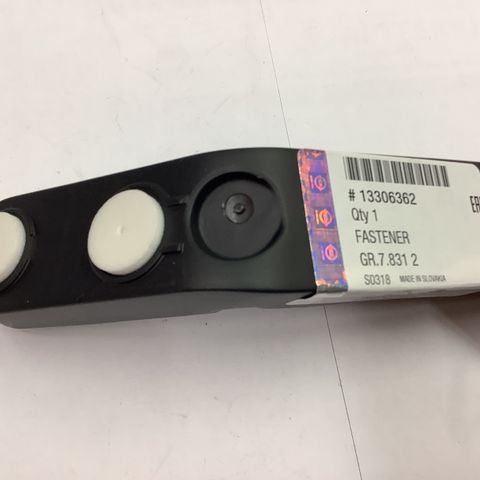 # 13306362
Qty 1
FASTENER
GR.7.831 2
S0318 MADE IN SLOVAKIA